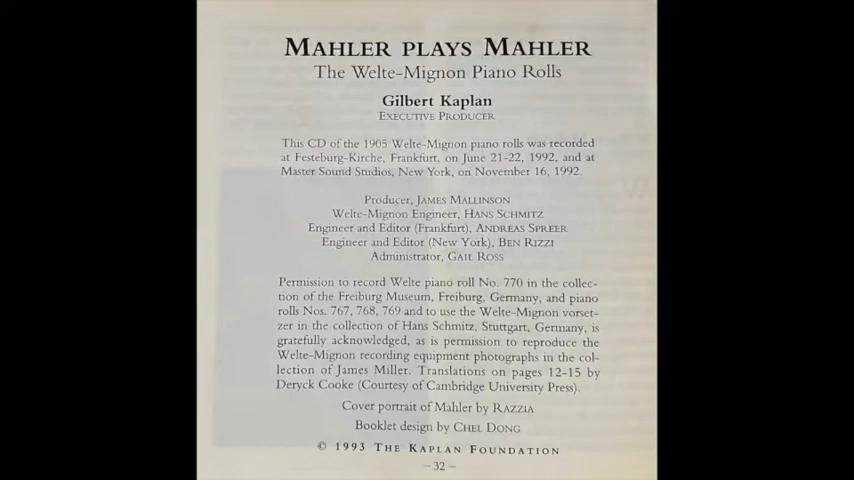 MAHLER PLAYS MAHLER
The Welte-Mignon Piano Rolls
Gilbert Kaplan
EXECUTIVE PRODUCER
This CD of the 1905 Welte-Mignon piano rolls was recorded
at Festeburg-Kirche, Frankfurt, on June 21-22, 1992, and at
Master Sound Studios, New York, on November 16, 1992.
Producer, JAMES MALLINSON
Welte-Mignon Engineer, HANS SCHMITZ
Engineer and Editor (Frankfurt), ANDREAS SPREER
Engineer and Editor (New York), BEN RIZZI
Administrator, GAIL ROSS
Permission to record Welte piano roll No. 770 in the collec-
tion of the Freiburg Museum, Freiburg, Germany, and piano
rolls Nos. 767, 768, 769 and to use the Welte-Mignon vorset-
zer in the collection of Hans Schmitz, Stuttgart, Germany, is
gratefully acknowledged, as is permission to reproduce the
Welte-Mignon recording equipment photographs in the col-
lection of James Miller. Translations on pages 12-15 by
Deryck Cooke (Courtesy of Cambridge University Press).
Cover portrait of Mahler by RAZZIA
Booklet design by CHEL DONG
© 1993 THE KAPLAN FOUNDATION
– 32 –